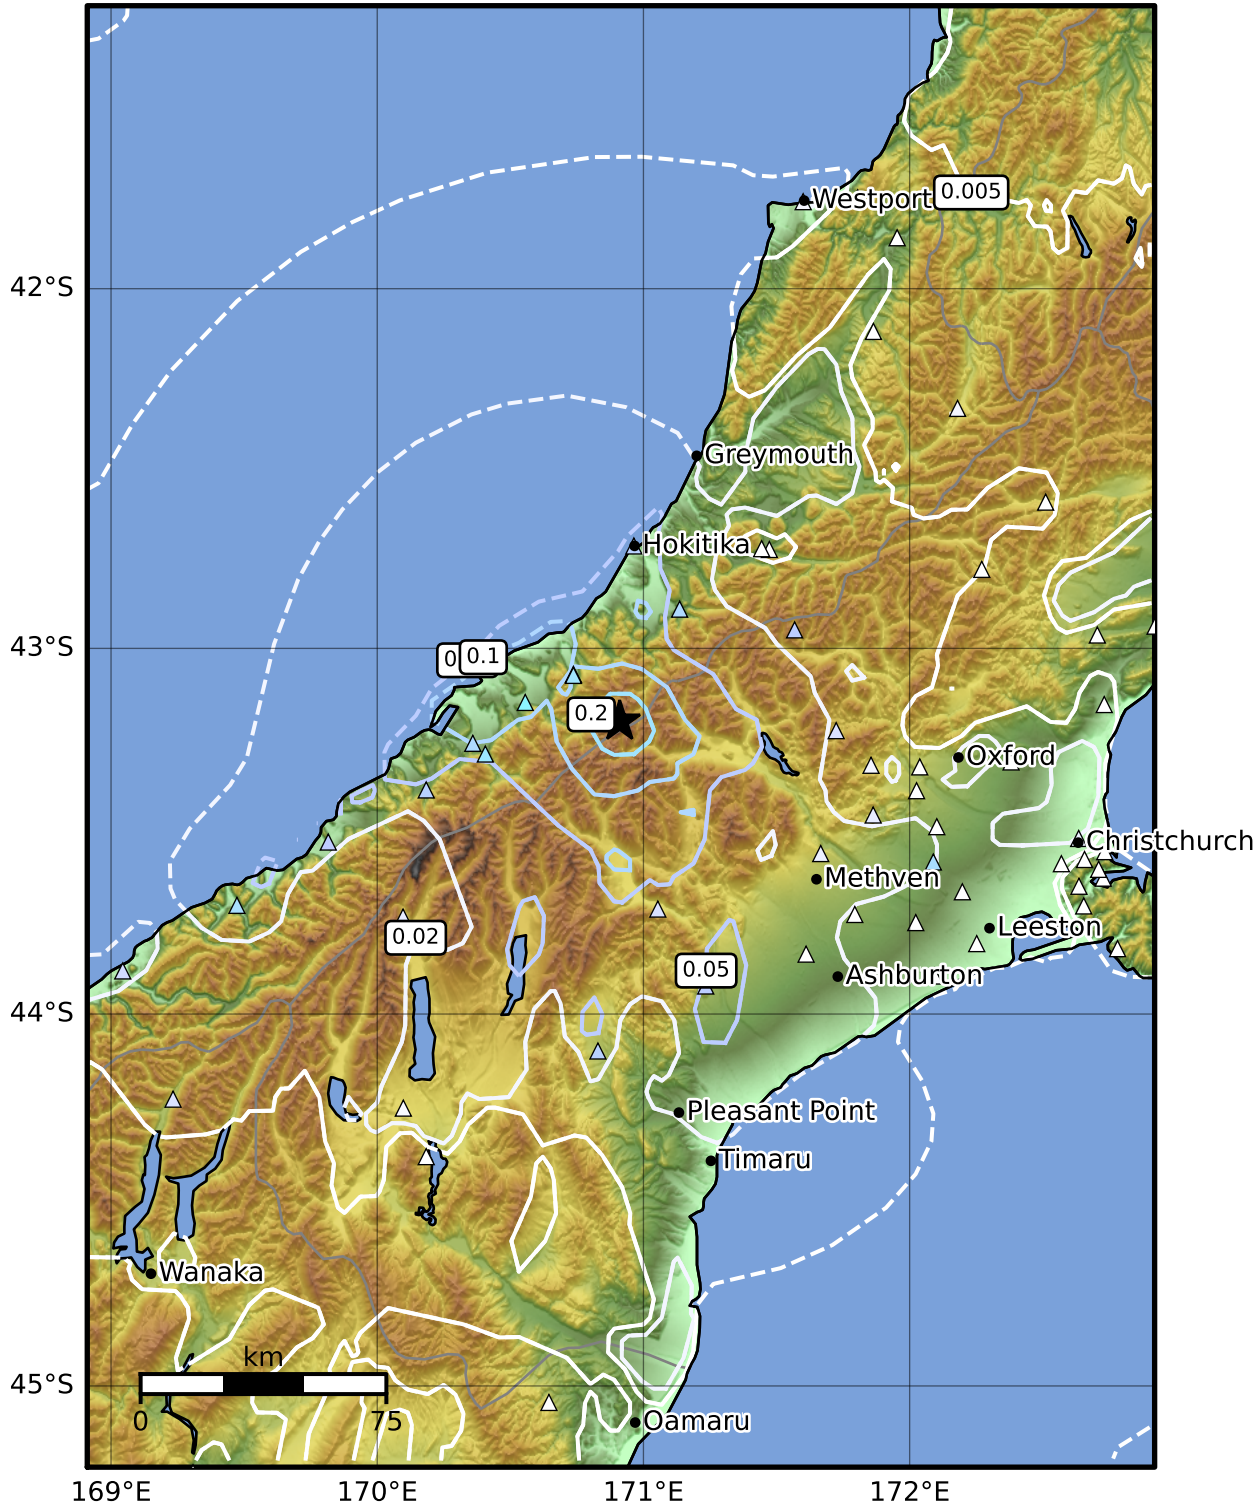 Westport
0.005
42°S
Greymouth
Hokitika
43°S
0.1
0.2
Oxford
Christchurch
Methven
0.02
Leeston
0.05
Ashburton
44°S
Pleasant Point
Timaru
Wanaka
km
45°S
0
75
Oamaru
169°E
170°E
171°E
172°E